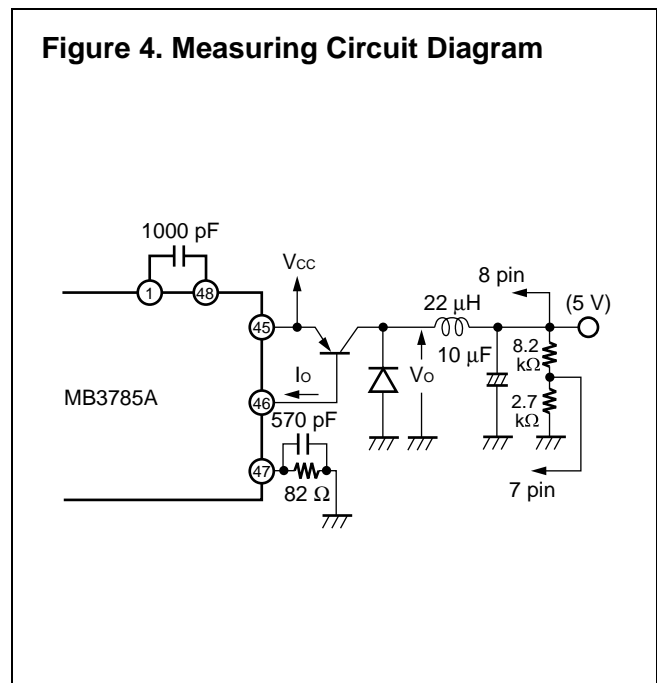 Figure 4. Measuring Circuit Diagram
1000 pF
1
48
VCC
8 pin
(5 V)
45
22 μH
10 μF
8.2
kΩ
IO
VO
MB3785A
46
570 pF
2.7
kΩ
47
82 Ω
7 pin